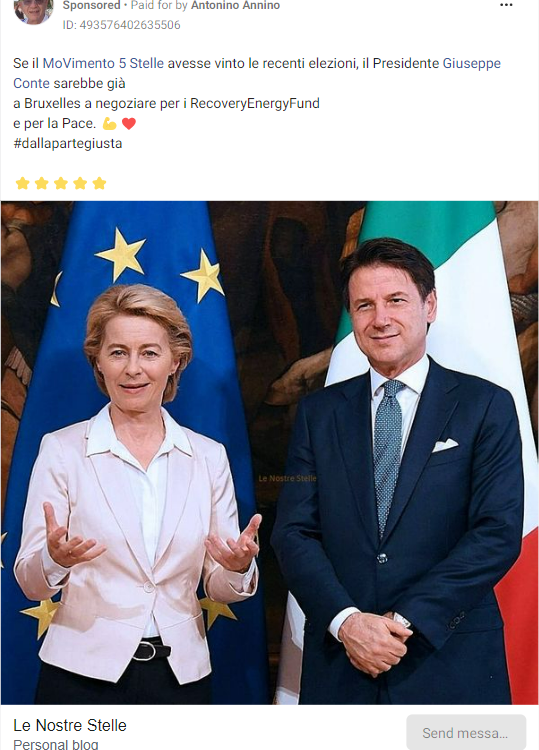 Sponsored • Paid for by Antonino Annino
ID: 493576402635506
Se il MoVimento 5 Stelle avesse vinto le recenti elezioni, il Presidente Giuseppe
Conte sarebbe già
a Bruxelles a negoziare per i RecoveryEnergyFund
e per la Pace. 💪 ❤️
#dallapartegiusta
⭐ ⭐ ⭐ ⭐ ⭐
Le Nostre Stelle
Le Nostre Stelle
Personal blog
Send messa...